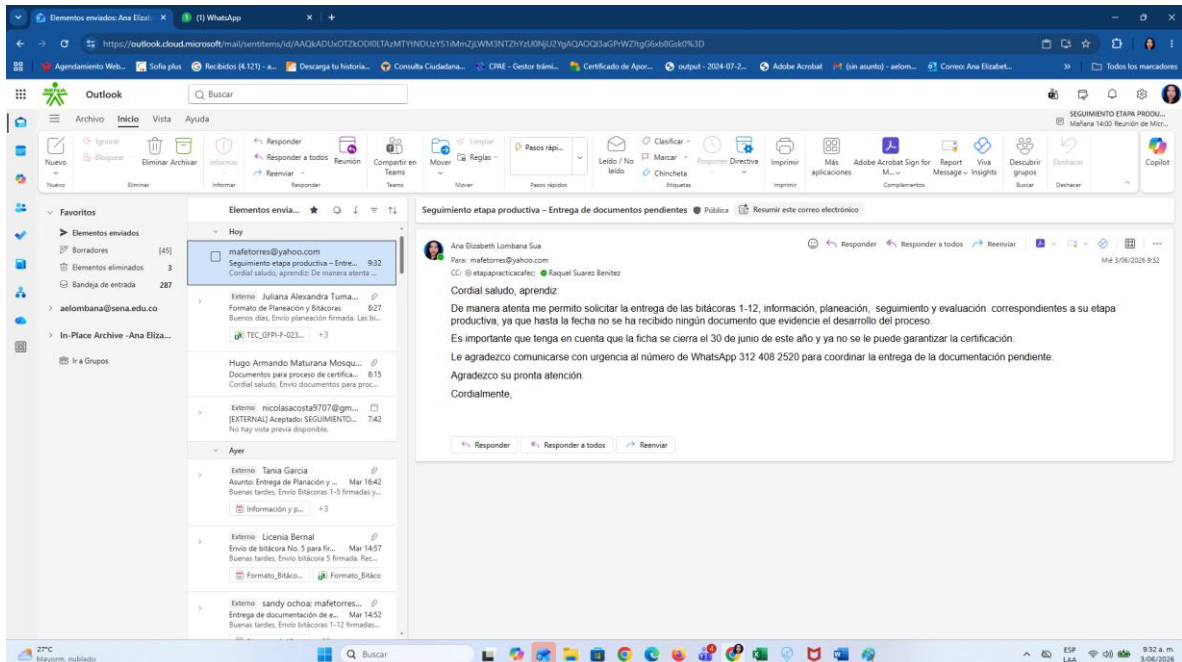 Elementos enviados: Ana Elizab
(1) WhatsApp
https://outlook.cloud.microsoft/mail/sentitems/id/
Agendamiento Web...
Sofia plus
Recibidos (4.121) - a...
Descarga tu historia...
Consulta Ciudadana...
CPAE - Gestor trámi...
Certificado de Apor...
output - 2024-07-2...
Adobe Acrobat
(sin asunto) - aelom...
Correo: Ana Elizabet...
Todos los marcadores
SENA
Outlook
Buscar
SEGUIMIENTO ETAPA PRODU...
Mañana 14:00 Reunión de Micr...
Archivo Inicio Vista Ayuda
Nuevo
Ignorar
Bloquear
Eliminar Archivar
Informar
Responder
Responder a todos
Reenviar
Reunión
Compartir en Teams
Mover
Limpiar
Reglas
Pasos rápi...
Leído / No leído
Clasificar
Marcar
Chincheta
Posponer Directiva
Imprimir
Más aplicaciones
Adobe Acrobat Sign for M...
Report Message
Viva Insights
Descubrir grupos
Deshacer
Copilot
Nuevo
Eliminar
Informar
Responder
Teams
Mover
Pasos rápidos
Etiquetas
Imprimir
Complementos
Buscar
Deshacer
Favoritos
Elementos enviados
Borradores [45]
Elementos eliminados 3
Bandeja de entrada 287
aelombana@sena.edu.co
In-Place Archive -Ana Eliza...
Ir a Grupos
Elementos envia...
Hoy
mafetorres@yahoo.com
Seguimiento etapa productiva – Entre... 9:32
Cordial saludo, aprendiz: De manera atenta ...
Externo Juliana Alexandra Tuma...
Formato de Planeación y Bitácoras 8:27
Buenos días, Envío planeación firmada. Las bi...
TEC_GFPI-F-023... +3
Hugo Armando Maturana Mosqu...
Documentos para proceso de certifica... 8:15
Cordial saludo, Envío documentos para proc...
Externo nicolasacosta9707@gm...
[EXTERNAL] Aceptado: SEGUIMIENTO... 7:42
No hay vista previa disponible.
Ayer
Externo Tania Garcia
Asunto: Entrega de Planación y ... Mar 16:42
Buenas tardes, Envío Bitácoras 1-5 firmadas y...
Información y p... +3
Externo Licenia Bernal
Envío de bitácora No. 5 para fir... Mar 14:57
Buenas tardes, Envío bitácora 5 firmada. Rec...
Formato_Bitáco... Formato_Bitáco
Externo sandy ochoa; mafetorres...
Entrega de documentación de e... Mar 14:52
Buenas tardes, Envío bitácoras 1-12 firmadas...
Seguimiento etapa productiva – Entrega de documentos pendientes Pública Resumir este correo electrónico
Ana Elizabeth Lombana Sua
Responder Responder a todos Reenviar
Para: mafetorres@yahoo.com
Mié 3/06/2026 9:32
CC: etapapracticacafec; Raquel Suarez Benitez
Cordial saludo, aprendiz:
De manera atenta me permito solicitar la entrega de las bitácoras 1-12, información, planeación, seguimiento y evaluación correspondientes a su etapa
productiva, ya que hasta la fecha no se ha recibido ningún documento que evidencie el desarrollo del proceso.
Es importante que tenga en cuenta que la ficha se cierra el 30 de junio de este año y ya no se le puede garantizar la certificación.
Le agradezco comunicarse con urgencia al número de WhatsApp 312 408 2520 para coordinar la entrega de la documentación pendiente.
Agradezco su pronta atención.
Cordialmente,
Responder Responder a todos Reenviar
27°C
Mayorm. nublado
Buscar
ESP
LAA
9:32 a. m.
3/06/2026